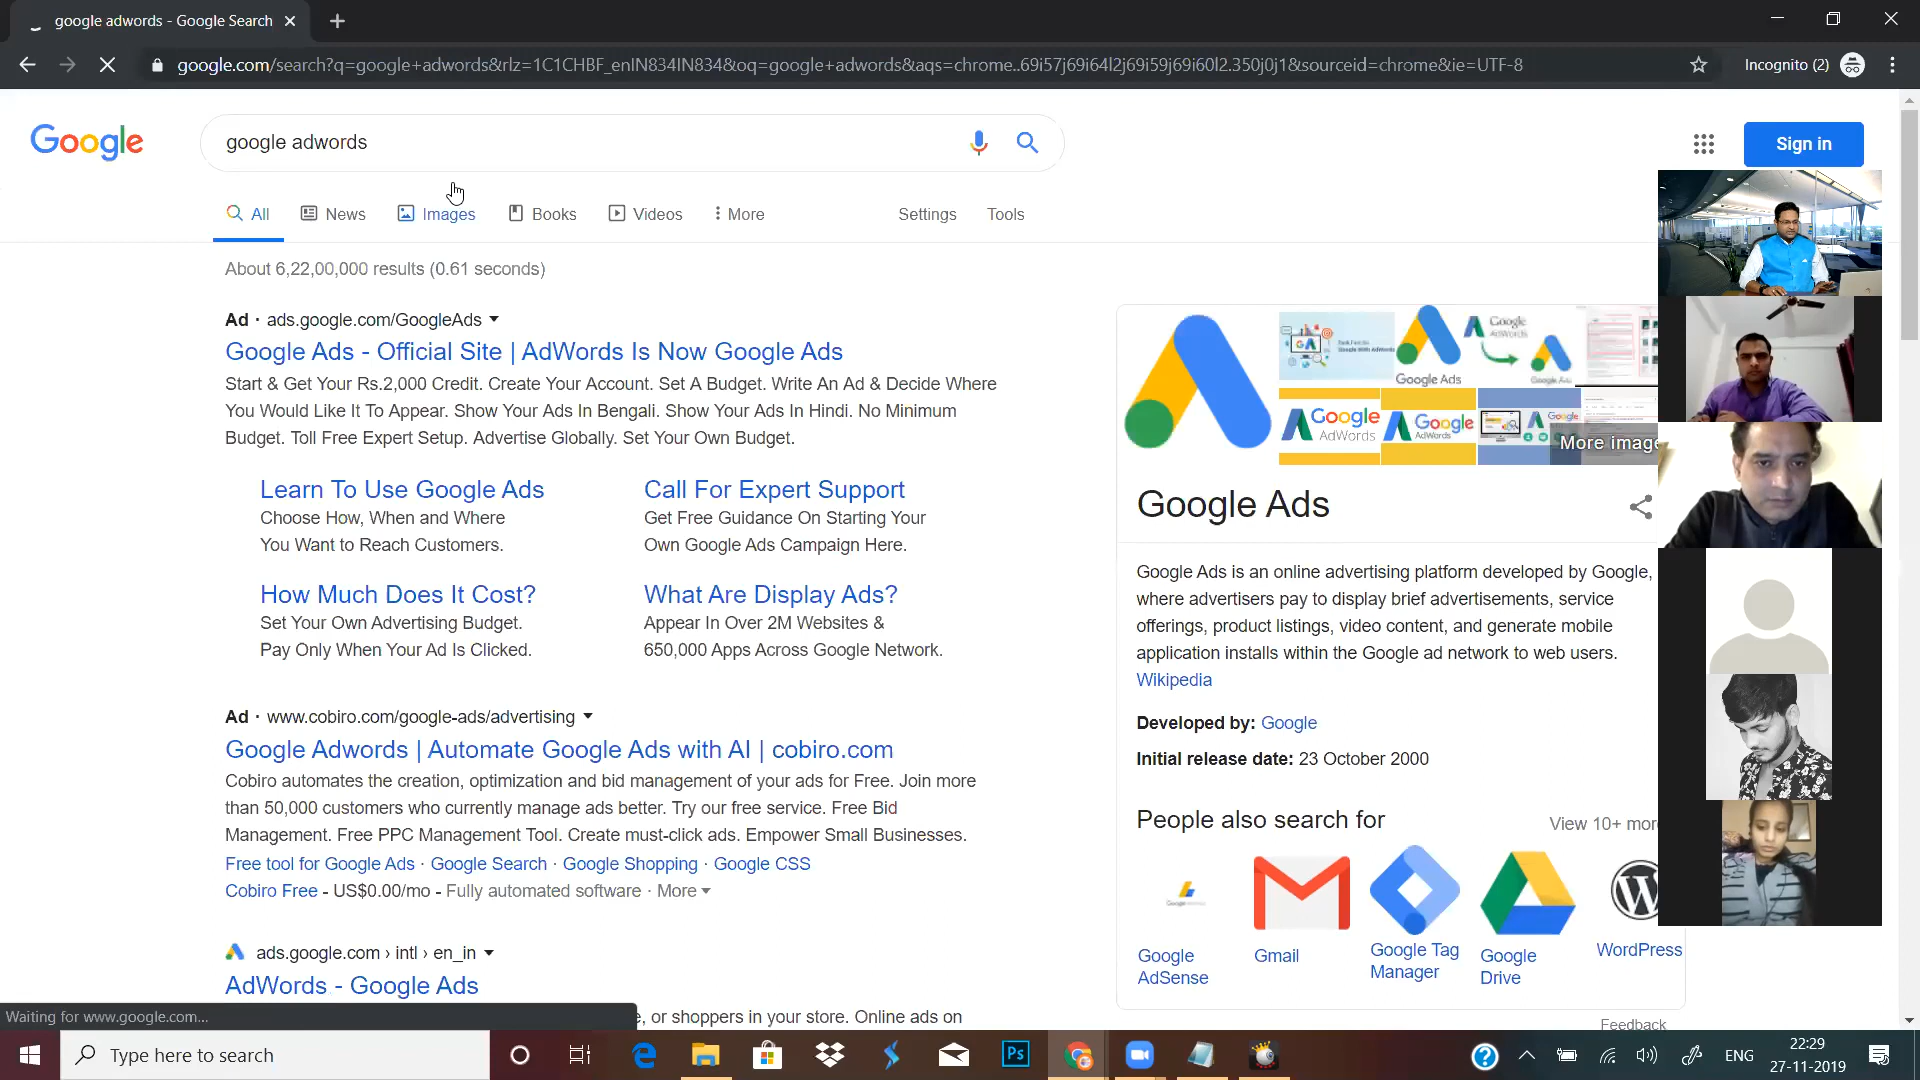 google adwords - Google Search
google.com/search?q=google+adwords&rlz=1C1CHBF_enIN834IN834&oq=google+adwords&aqs=chrome..69i57j69i64l2j69i59j69i60l2.350j0j1&sourceid=chrome&ie=UTF-8
Incognito (2)
Google
google adwords
Sign in
All
News
Images
Books
Videos
More
Settings
Tools
About 6,22,00,000 results (0.61 seconds)
Ad · ads.google.com/GoogleAds
Google Ads - Official Site | AdWords Is Now Google Ads
Start & Get Your Rs.2,000 Credit. Create Your Account. Set A Budget. Write An Ad & Decide Where
You Would Like It To Appear. Show Your Ads In Bengali. Show Your Ads In Hindi. No Minimum
Budget. Toll Free Expert Setup. Advertise Globally. Set Your Own Budget.
Learn To Use Google Ads
Choose How, When and Where
You Want to Reach Customers.
Call For Expert Support
Get Free Guidance On Starting Your
Own Google Ads Campaign Here.
How Much Does It Cost?
Set Your Own Advertising Budget.
Pay Only When Your Ad Is Clicked.
What Are Display Ads?
Appear In Over 2M Websites &
650,000 Apps Across Google Network.
Ad · www.cobiro.com/google-ads/advertising
Google Adwords | Automate Google Ads with AI | cobiro.com
Cobiro automates the creation, optimization and bid management of your ads for Free. Join more
than 50,000 customers who currently manage ads better. Try our free service. Free Bid
Management. Free PPC Management Tool. Create must-click ads. Empower Small Businesses.
Free tool for Google Ads · Google Search · Google Shopping · Google CSS
Cobiro Free - US$0.00/mo - Fully automated software · More
ads.google.com › intl › en_in
AdWords - Google Ads
, or shoppers in your store. Online ads on
Waiting for www.google.com...
Google Ads
Google
AdWords
Google
AdWords
Google
AdWords
Google
More image
Google Ads
Google Ads is an online advertising platform developed by Google,
where advertisers pay to display brief advertisements, service
offerings, product listings, video content, and generate mobile
application installs within the Google ad network to web users.
Wikipedia
Developed by: Google
Initial release date: 23 October 2000
People also search for
View 10+ more
Google
AdSense
Gmail
Google Tag
Manager
Google
Drive
WordPress
Feedback
Type here to search
Ps
ENG
22:29
27-11-2019